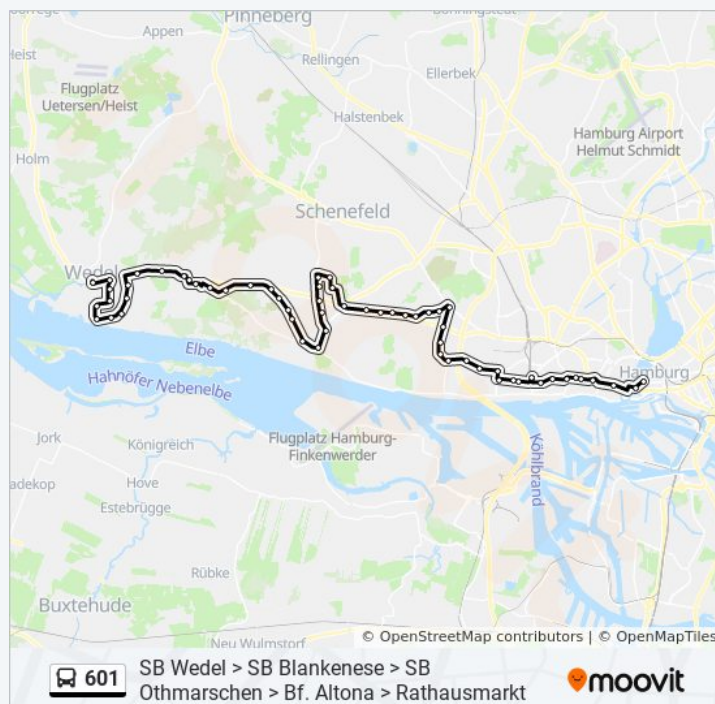 Pinneberg
Appen
Rellingen
Ellerbek
Heist
Flugplatz
Uetersen/Heist
Halstenbek
Hamburg Airport
Helmut Schmidt
Holm
Schenefeld
Wedel
Elbe
Hahnöfer Nebenelbe
Hamburg
Jork
Königreich
Flugplatz Hamburg-
Finkenwerder
Köhlbrand
Hove
Estebrügge
Rübke
Buxtehude
Neu Wulmstorf
© OpenStreetMap contributors | © OpenMapTiles
601
SB Wedel > SB Blankenese > SB
Othmarschen > Bf. Altona > Rathausmarkt
moovit